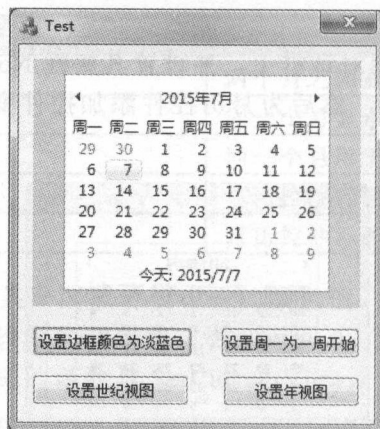 Test
2015年7月
周一 周二 周三 周四 周五 周六 周日
29 30 1 2 3 4 5
6 7 8 9 10 11 12
13 14 15 16 17 18 19
20 21 22 23 24 25 26
27 28 29 30 31 1 2
3 4 5 6 7 8 9
今天: 2015/7/7
设置边框颜色为淡蓝色 设置周一为一周开始
设置世纪视图 设置年视图